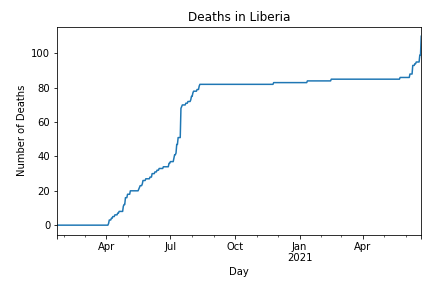 Deaths in Liberia
Number of Deaths
100
80
60
40
20
0
Apr
Jul
Oct
Jan
2021
Apr
Day